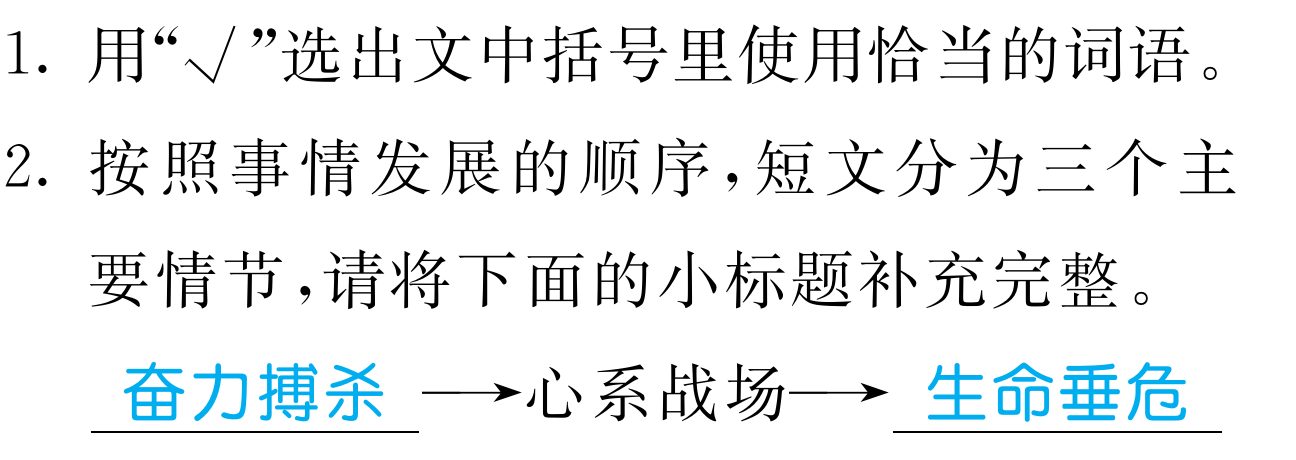 1. 用“√”选出文中括号里使用恰当的词语。
2. 按照事情发展的顺序,短文分为三个主
要情节,请将下面的小标题补充完整。
奋力搏杀 →心系战场→ 生命垂危